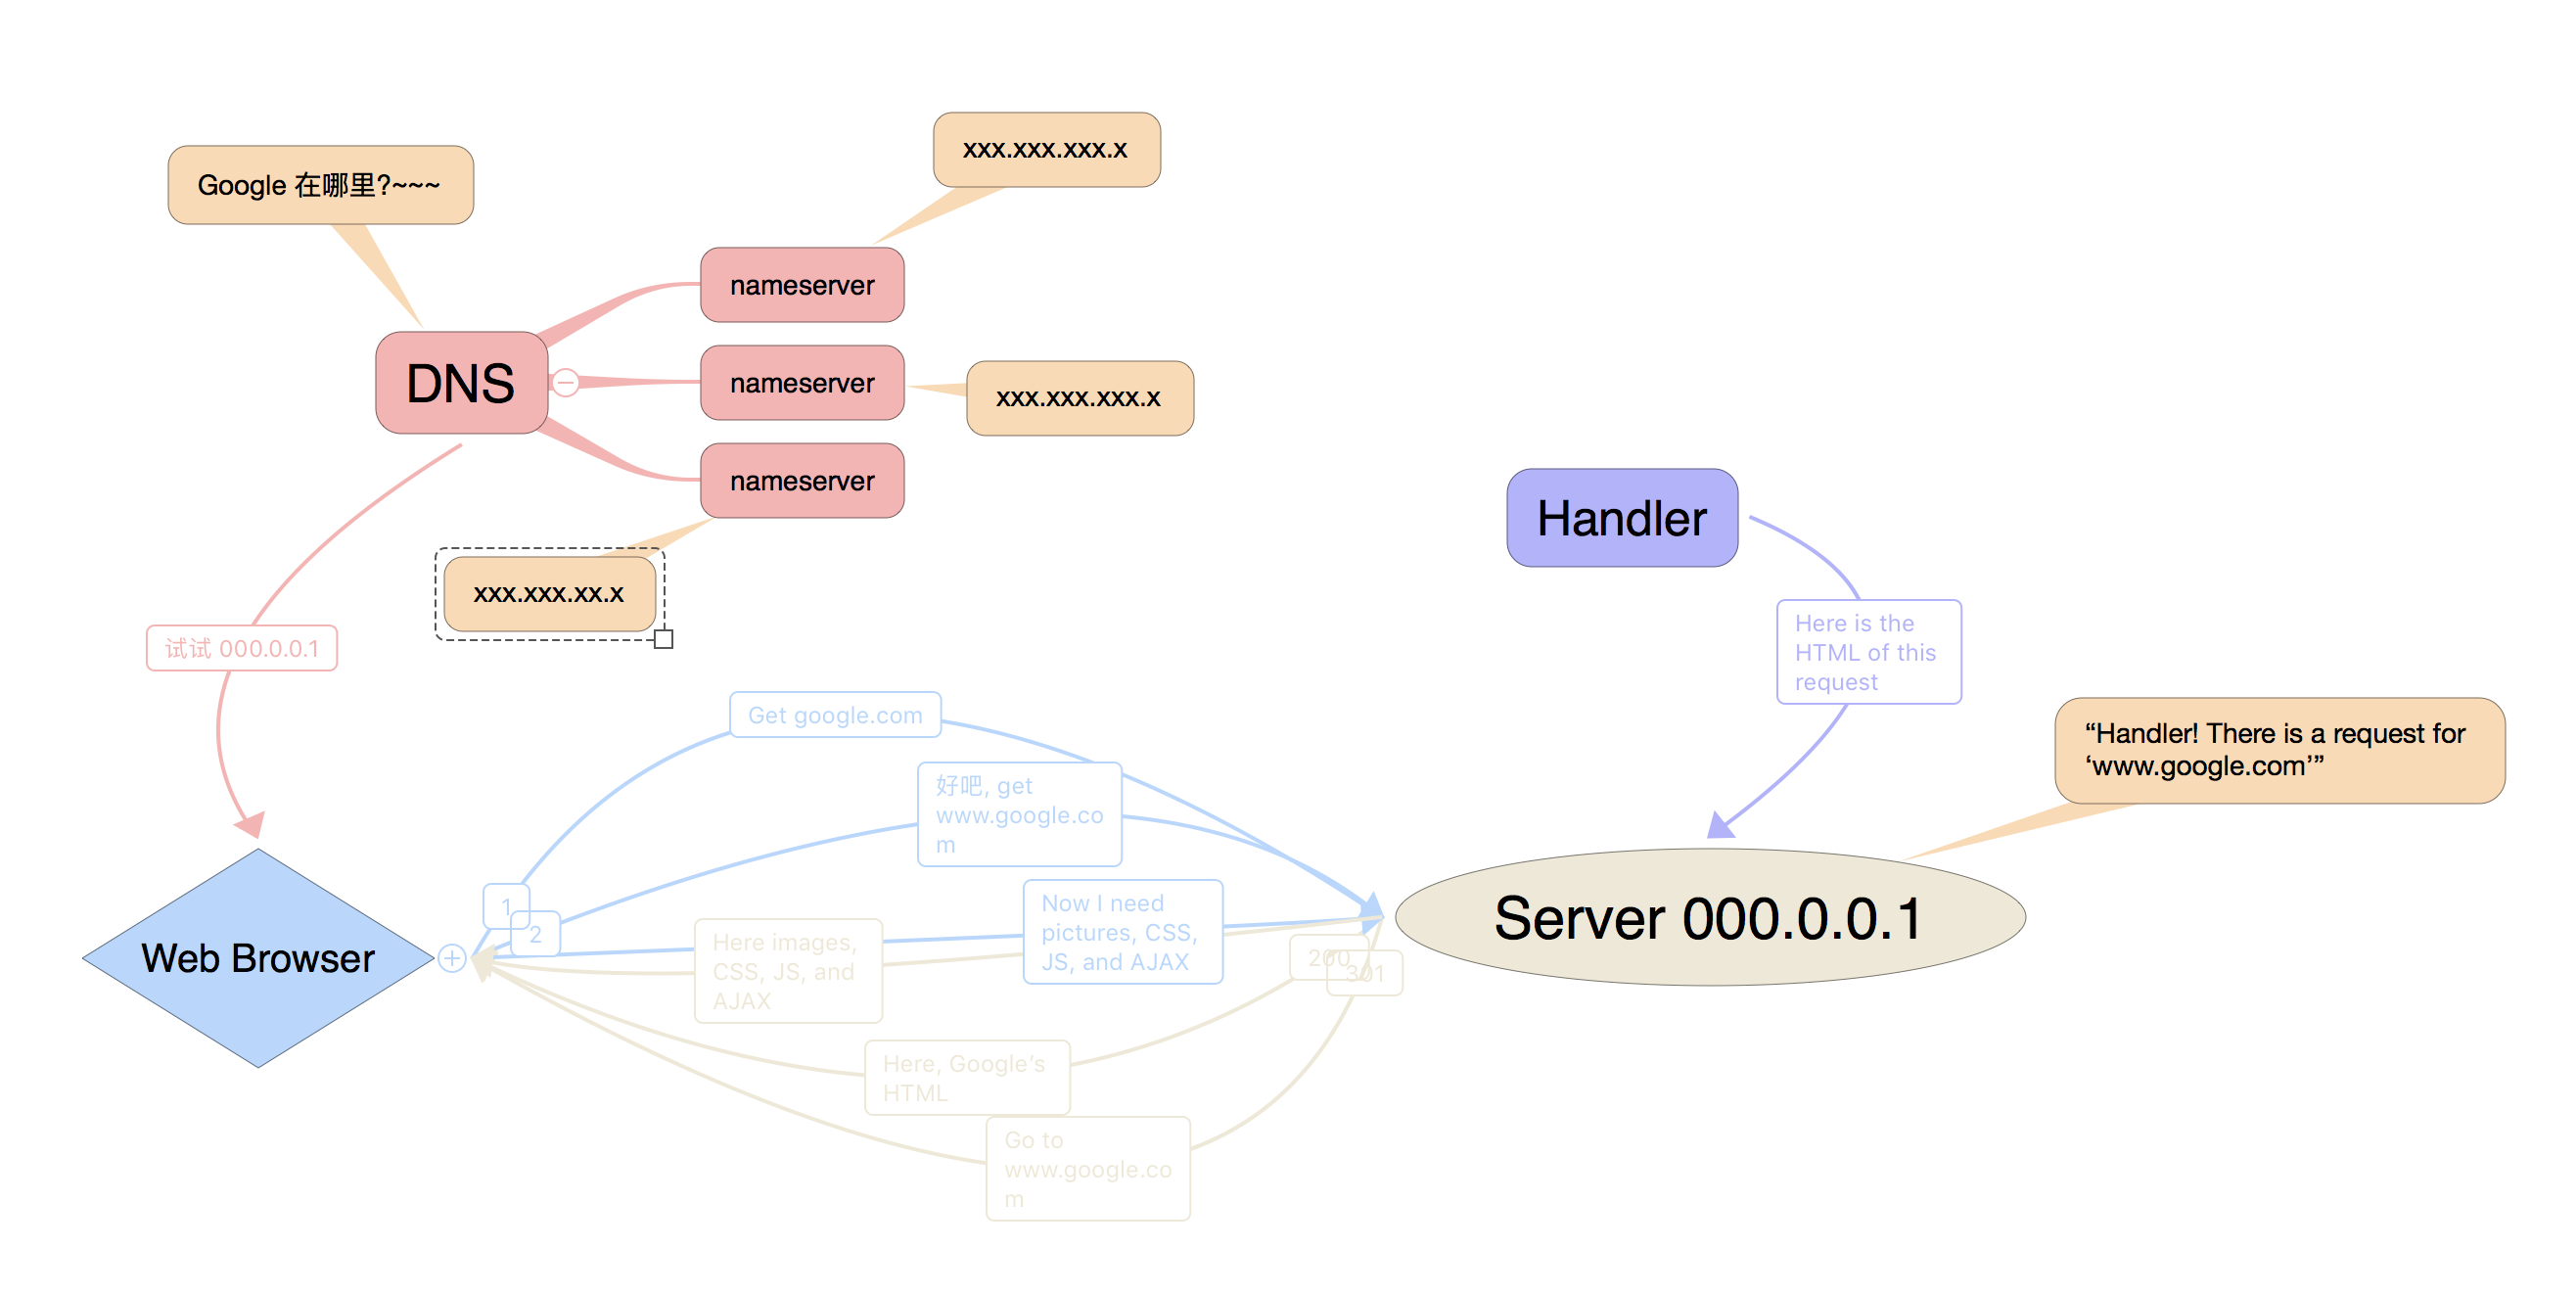 xxx.xxx.xxx.x
Google 在哪里?~~~
nameserver
DNS
nameserver
xxx.xxx.xxx.x
nameserver
Handler
xxx.xxx.xx.x
试试 000.0.0.1
Here is the
HTML of this
request
Get google.com
“Handler! There is a request for
‘www.google.com’”
好吧, get
www.google.co
m
1
2
Now I need
pictures, CSS,
JS, and AJAX
Server 000.0.0.1
Web Browser
Here images,
CSS, JS, and
AJAX
200
301
Here, Google’s
HTML
Go to
www.google.co
m